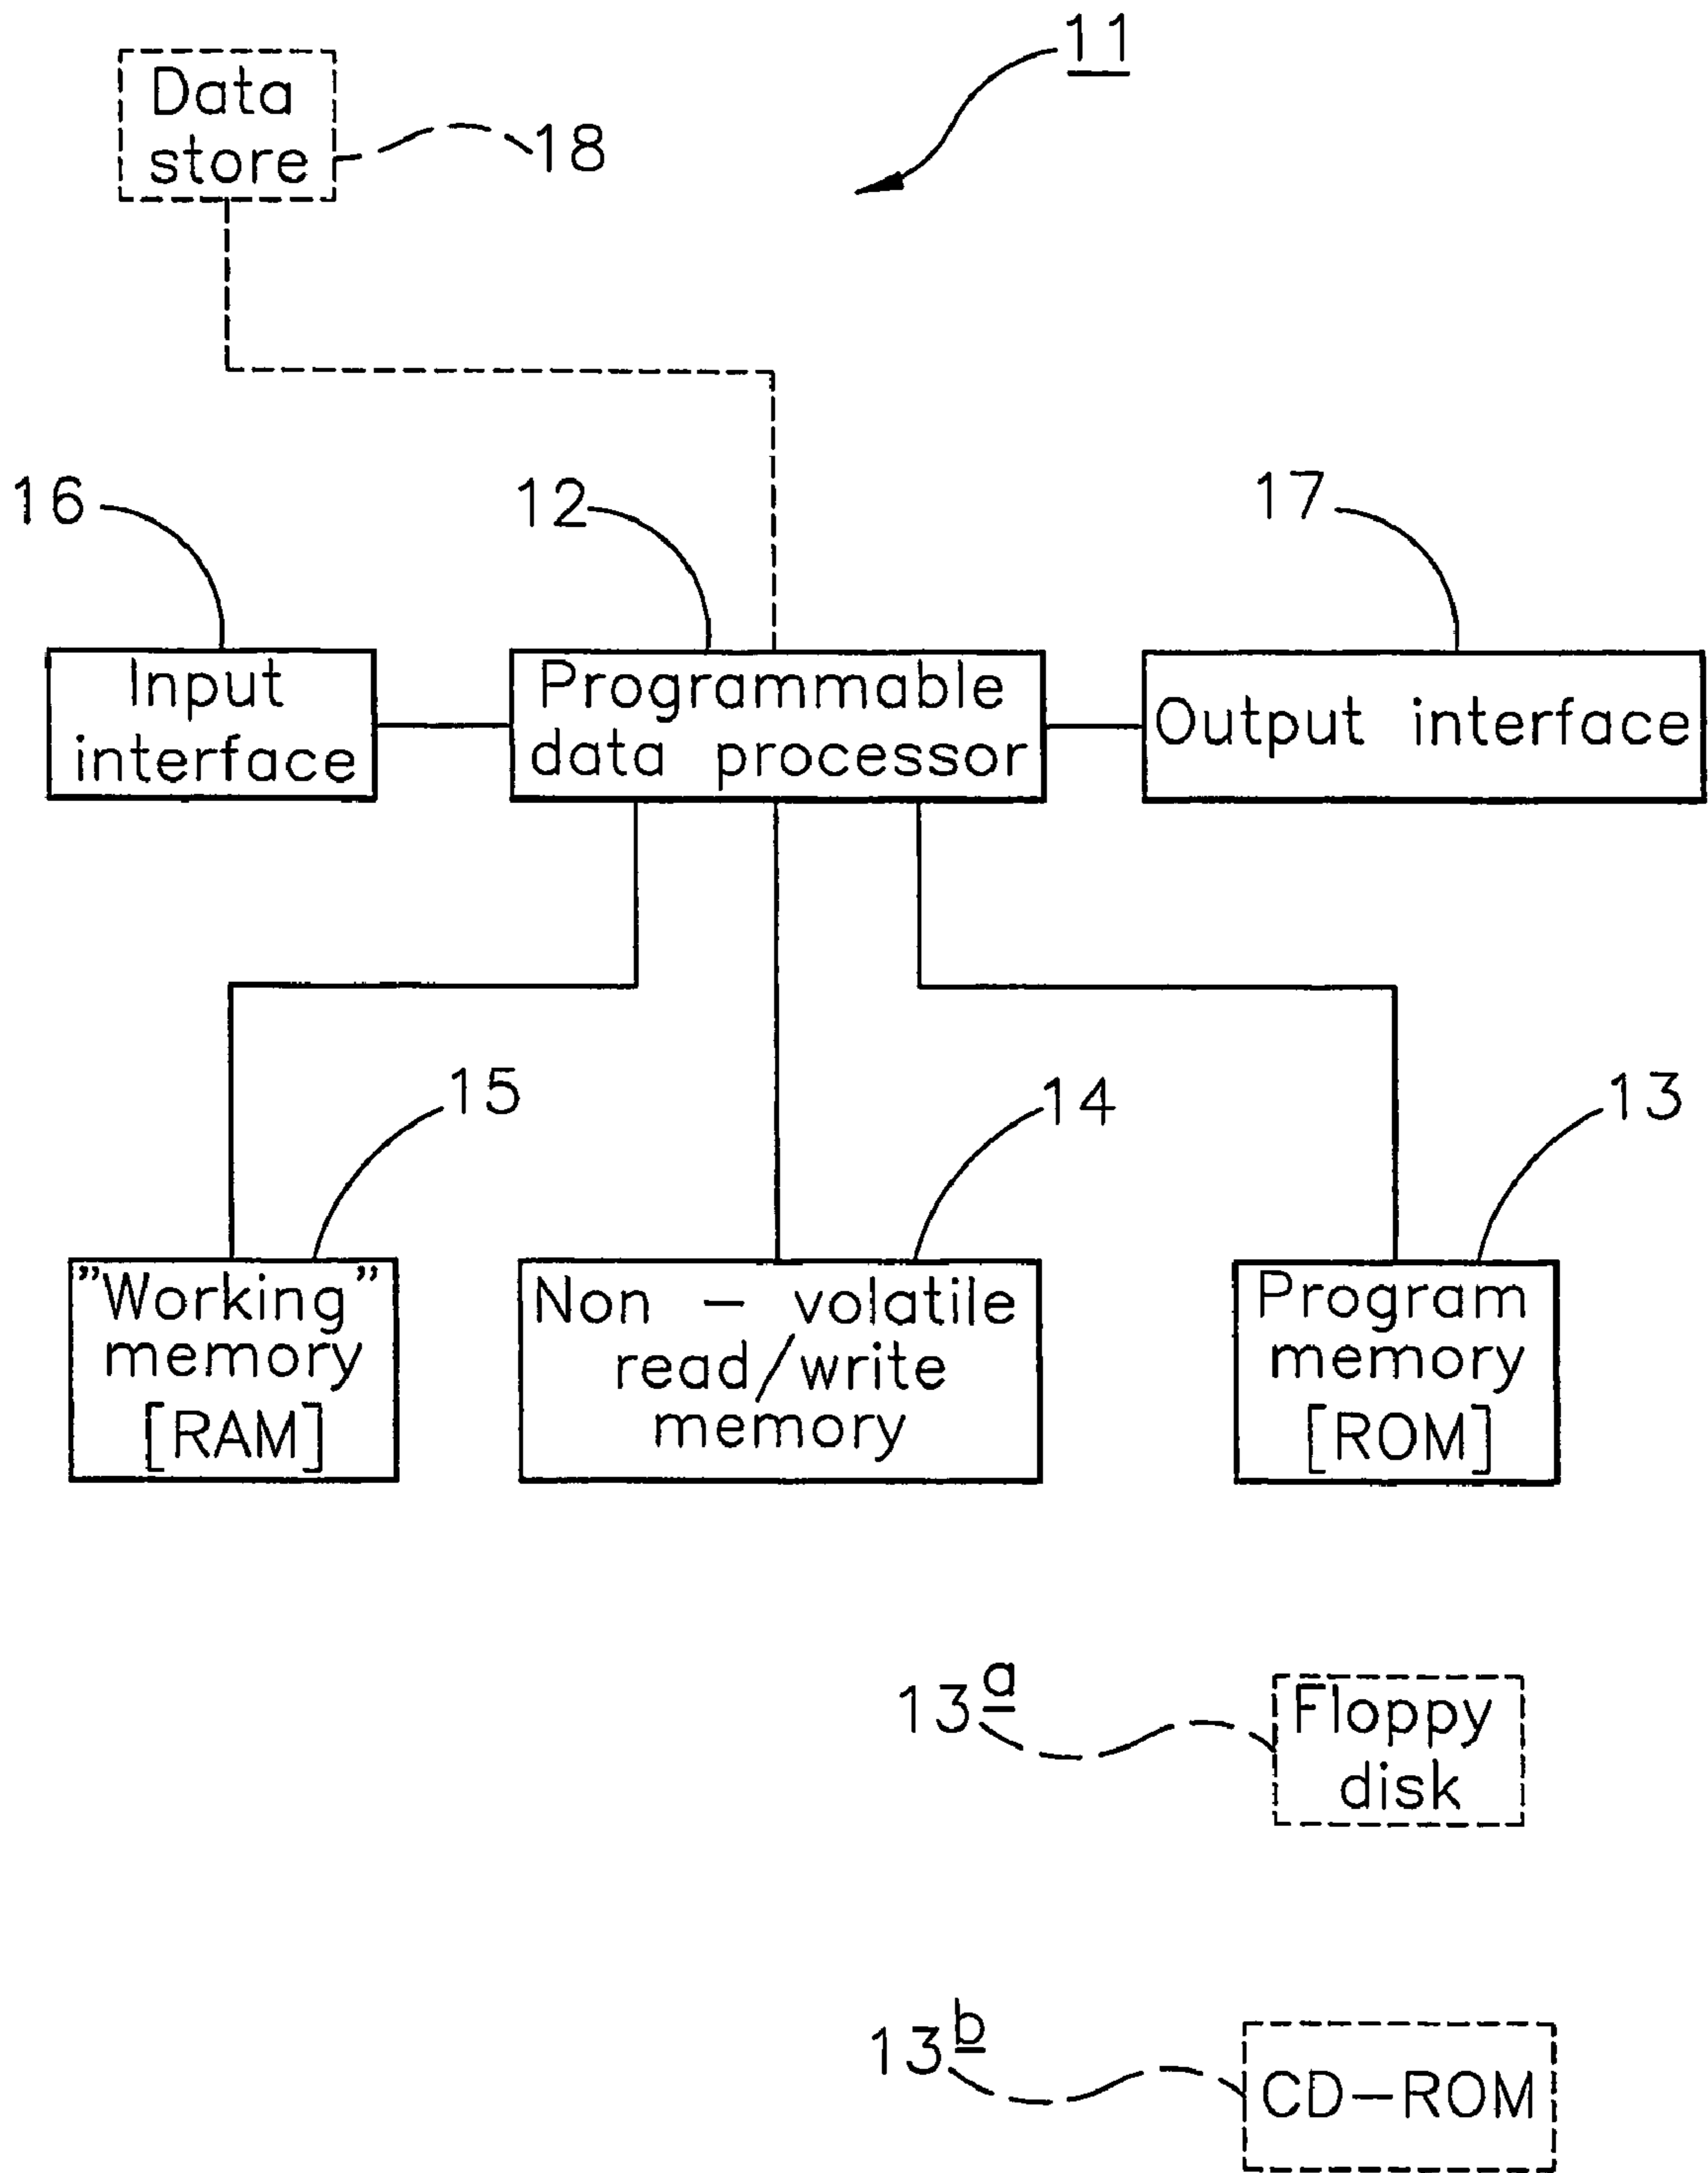 11
Data
store
18
16
12
17
Input
interface
Programmable
data processor
Output interface
15
14
13
"Working"
memory
[RAM]
Non - volatile
read/write
memory
Program
memory
[ROM]
13a
Floppy
disk
13b
CD-ROM